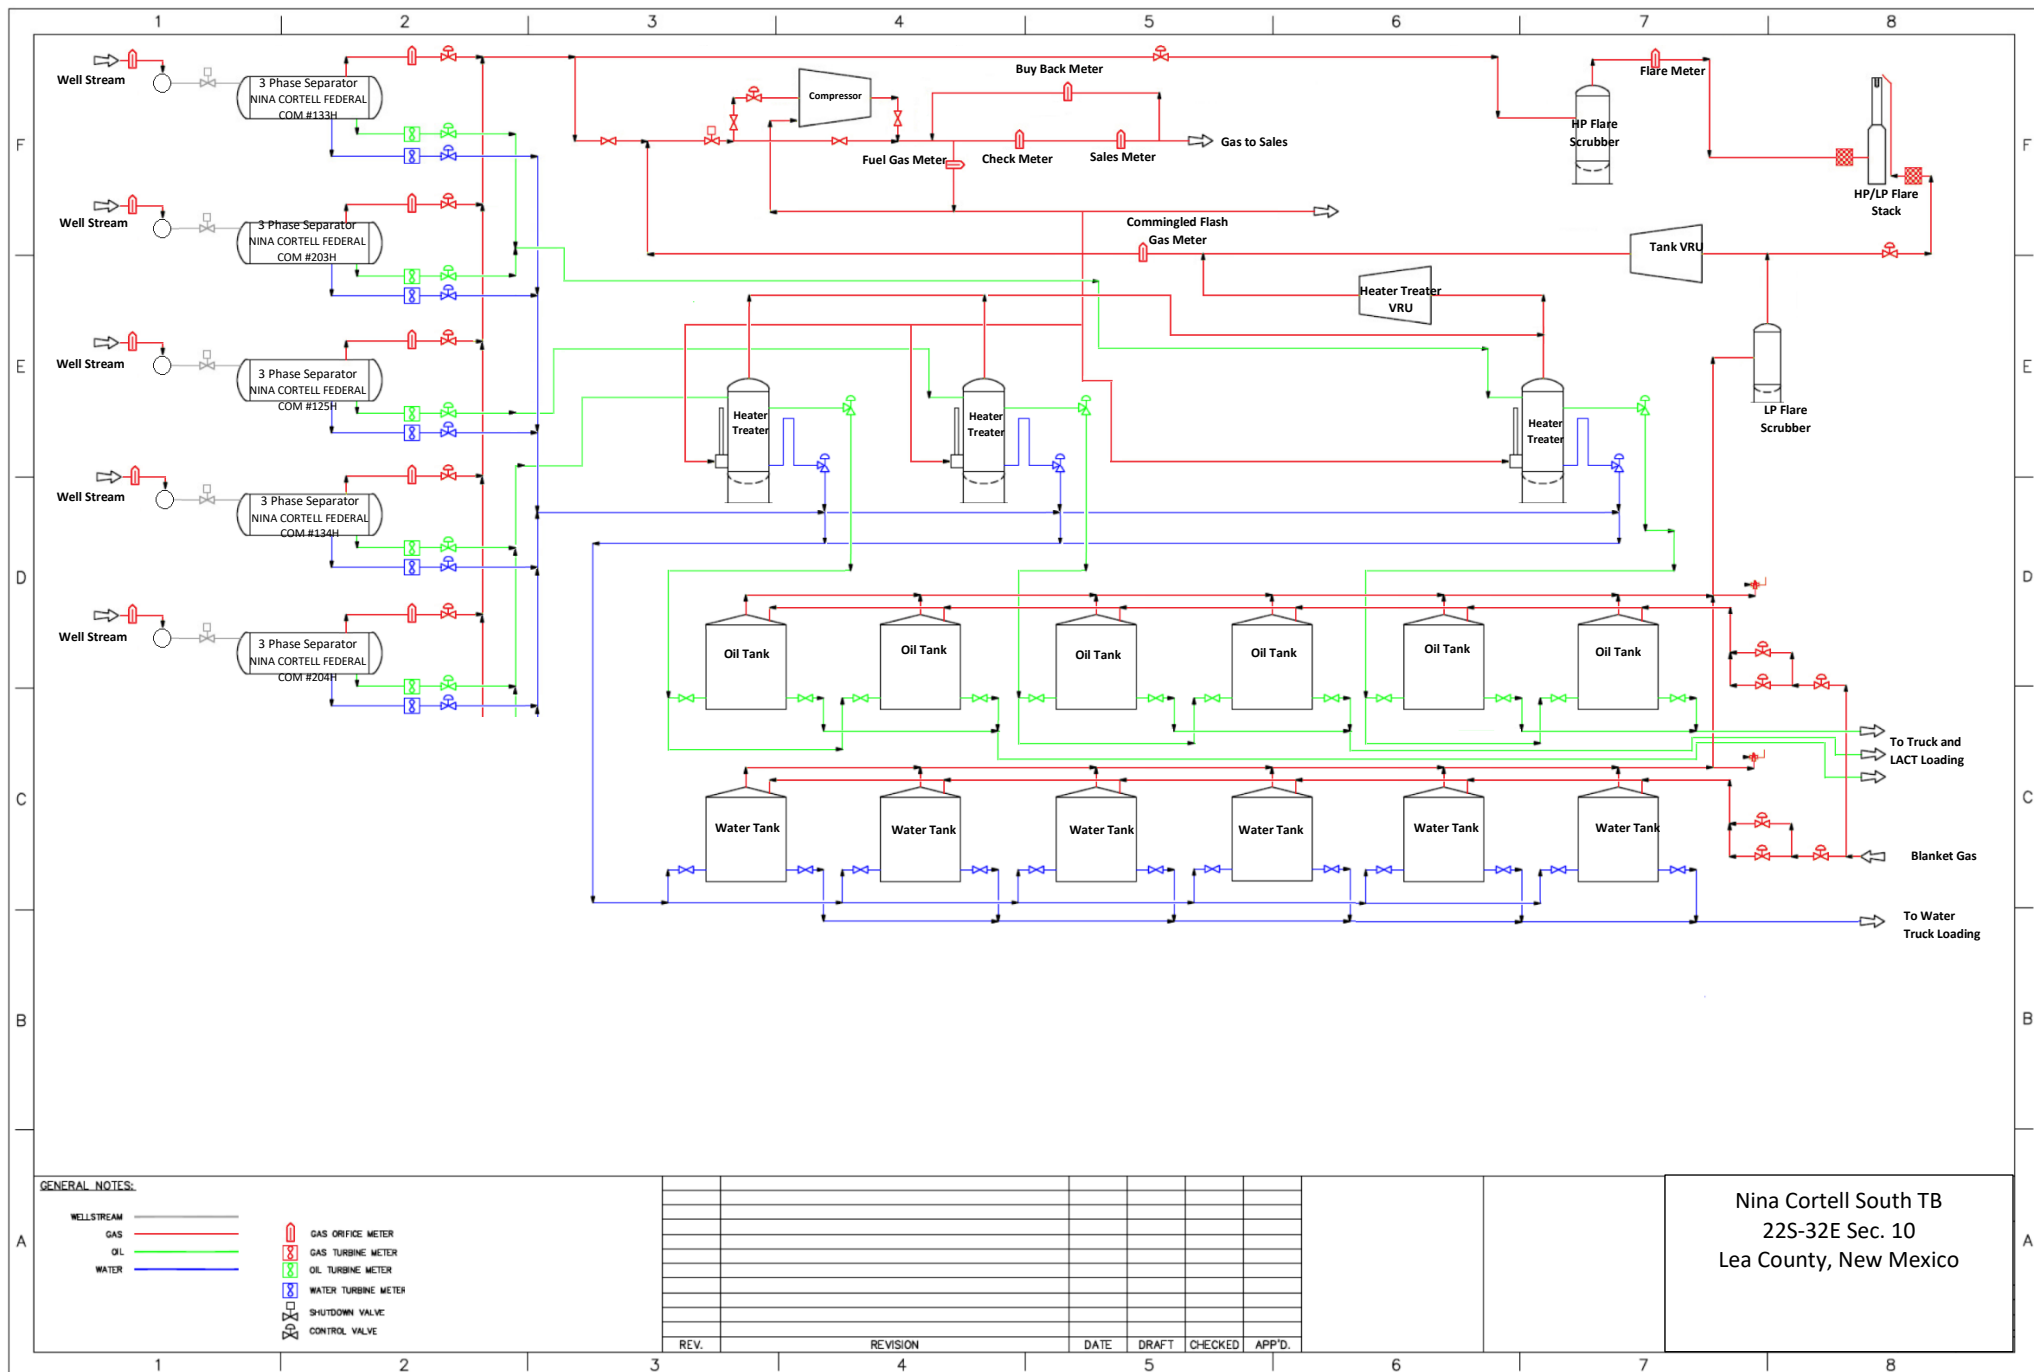 1 2 3 4 5 6 7 8
F
F
E
E
D
D
C
C
B
B
A
A
Well Stream
3 Phase Separator
NINA CORTELL FEDERAL
COM #133H
Well Stream
3 Phase Separator
NINA CORTELL FEDERAL
COM #203H
Well Stream
3 Phase Separator
NINA CORTELL FEDERAL
COM #125H
Well Stream
3 Phase Separator
NINA CORTELL FEDERAL
COM #134H
Well Stream
3 Phase Separator
NINA CORTELL FEDERAL
COM #204H
Compressor
Buy Back Meter
Fuel Gas Meter
Check Meter
Sales Meter
Gas to Sales
Flare Meter
HP Flare
Scrubber
HP/LP Flare
Stack
Commingled Flash
Gas Meter
Tank VRU
Heater Treater
VRU
LP Flare
Scrubber
Heater
Treater
Heater
Treater
Heater
Treater
Oil Tank
Oil Tank
Oil Tank
Oil Tank
Oil Tank
Oil Tank
To Truck and
LACT Loading
Water Tank
Water Tank
Water Tank
Water Tank
Water Tank
Water Tank
Blanket Gas
To Water
Truck Loading
GENERAL NOTES:
WELLSTREAM
GAS
OIL
WATER
GAS ORIFICE METER
GAS TURBINE METER
OIL TURBINE METER
WATER TURBINE METER
SHUTDOWN VALVE
CONTROL VALVE
REV. REVISION DATE DRAFT CHECKED APP'D.
Nina Cortell South TB
22S-32E Sec. 10
Lea County, New Mexico
1 2 3 4 5 6 7 8